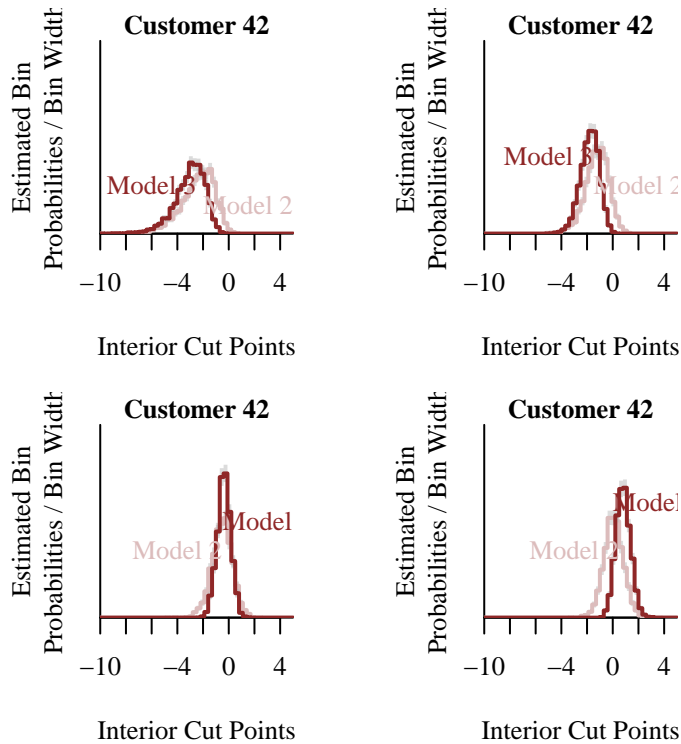 Customer 42
Estimated Bin
Probabilities / Bin Width
Model 3
Model 2
−10 −4 0 4
Interior Cut Points
Customer 42
Estimated Bin
Probabilities / Bin Width
Model 3
Model 2
−10 −4 0 4
Interior Cut Points
Customer 42
Estimated Bin
Probabilities / Bin Width
Model
Model 2
−10 −4 0 4
Interior Cut Points
Customer 42
Estimated Bin
Probabilities / Bin Width
Model
Model 2
−10 −4 0 4
Interior Cut Points